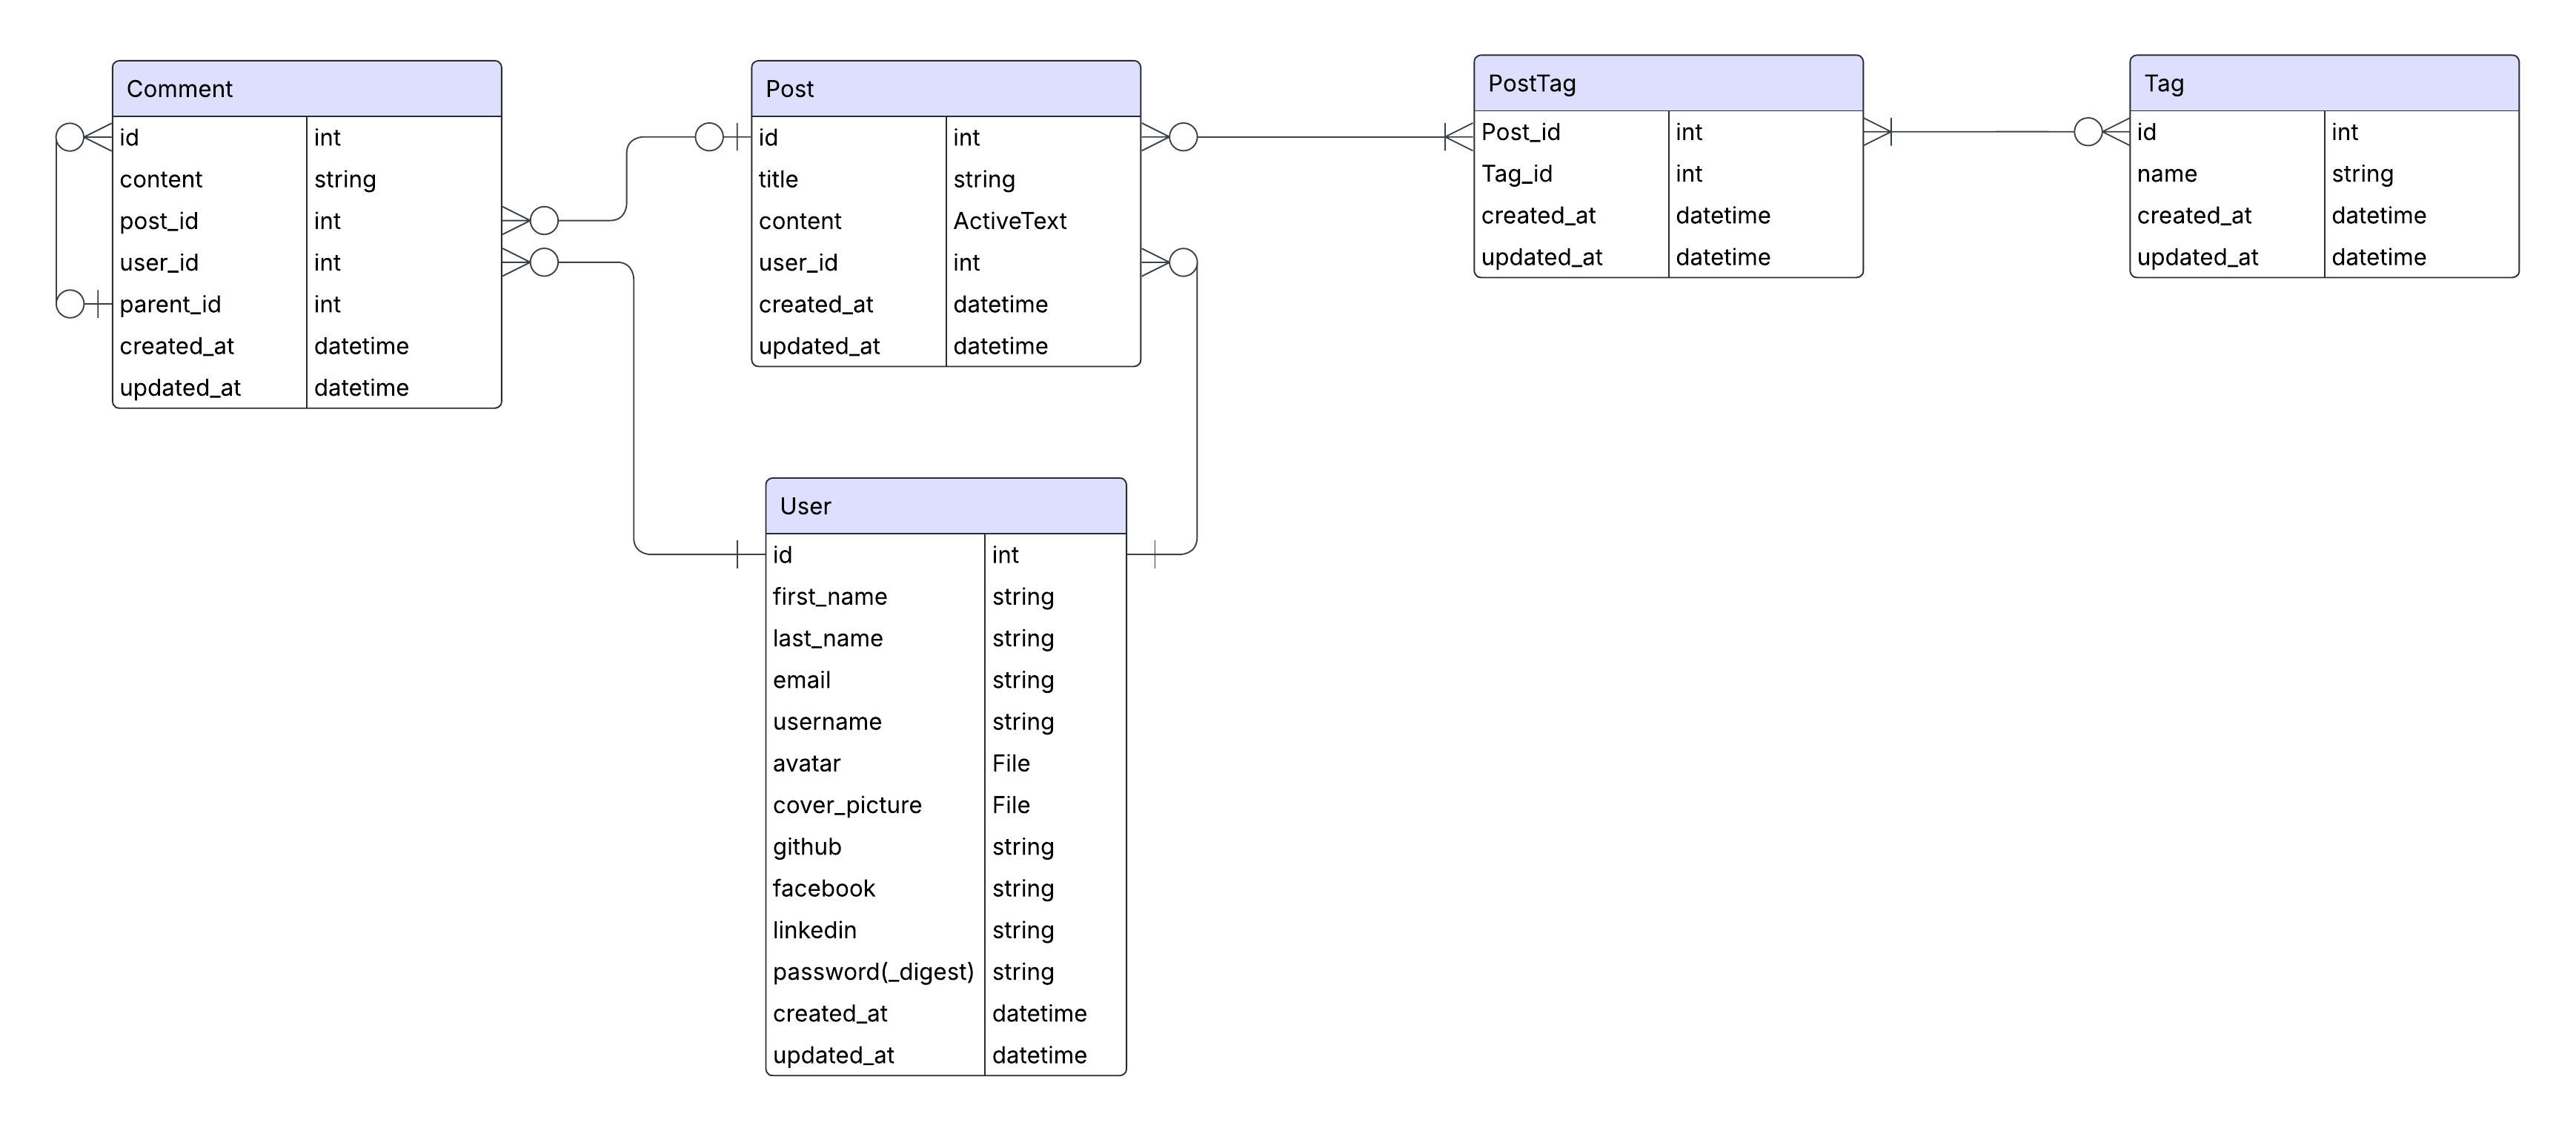 Comment
id int
content string
post_id int
user_id int
parent_id int
created_at datetime
updated_at datetime
Post
id int
title string
content ActiveText
user_id int
created_at datetime
updated_at datetime
PostTag
Post_id int
Tag_id int
created_at datetime
updated_at datetime
Tag
id int
name string
created_at datetime
updated_at datetime
User
id int
first_name string
last_name string
email string
username string
avatar File
cover_picture File
github string
facebook string
linkedin string
password(_digest) string
created_at datetime
updated_at datetime